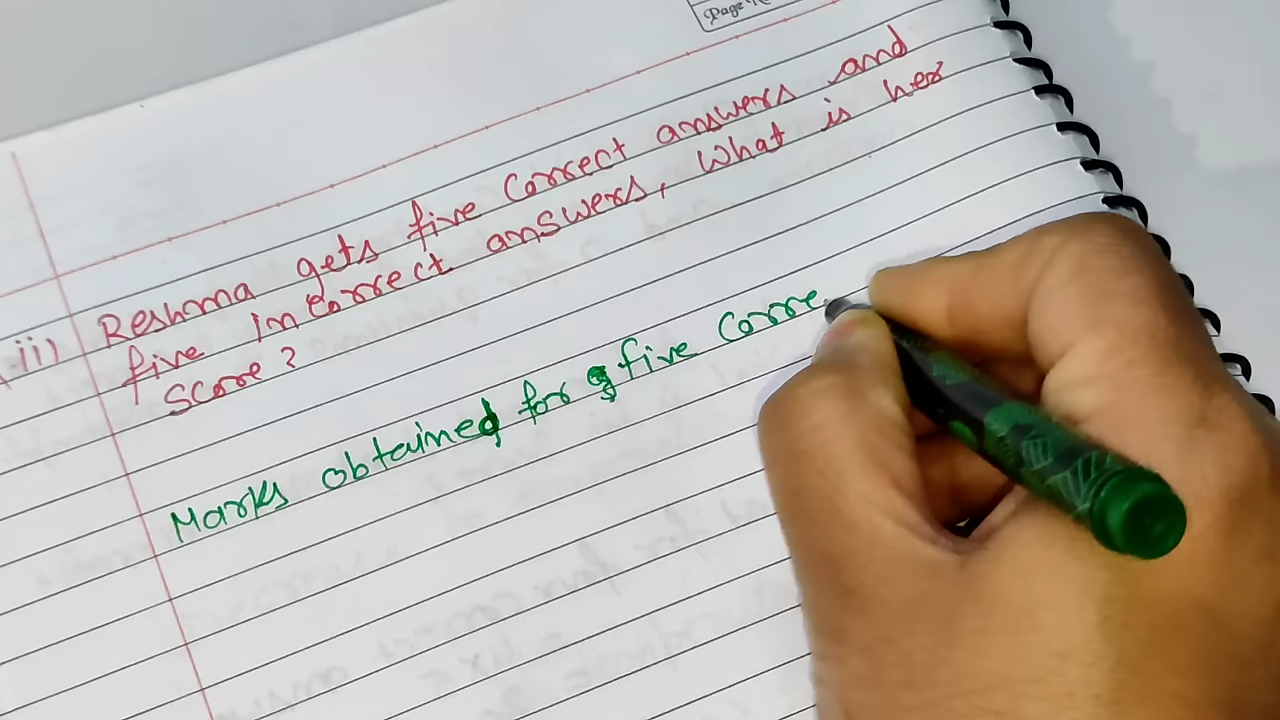 Page
ii) Reshma gets five correct answers and
five incorrect answers, What is her
Score?
Marks obtained for five Corre